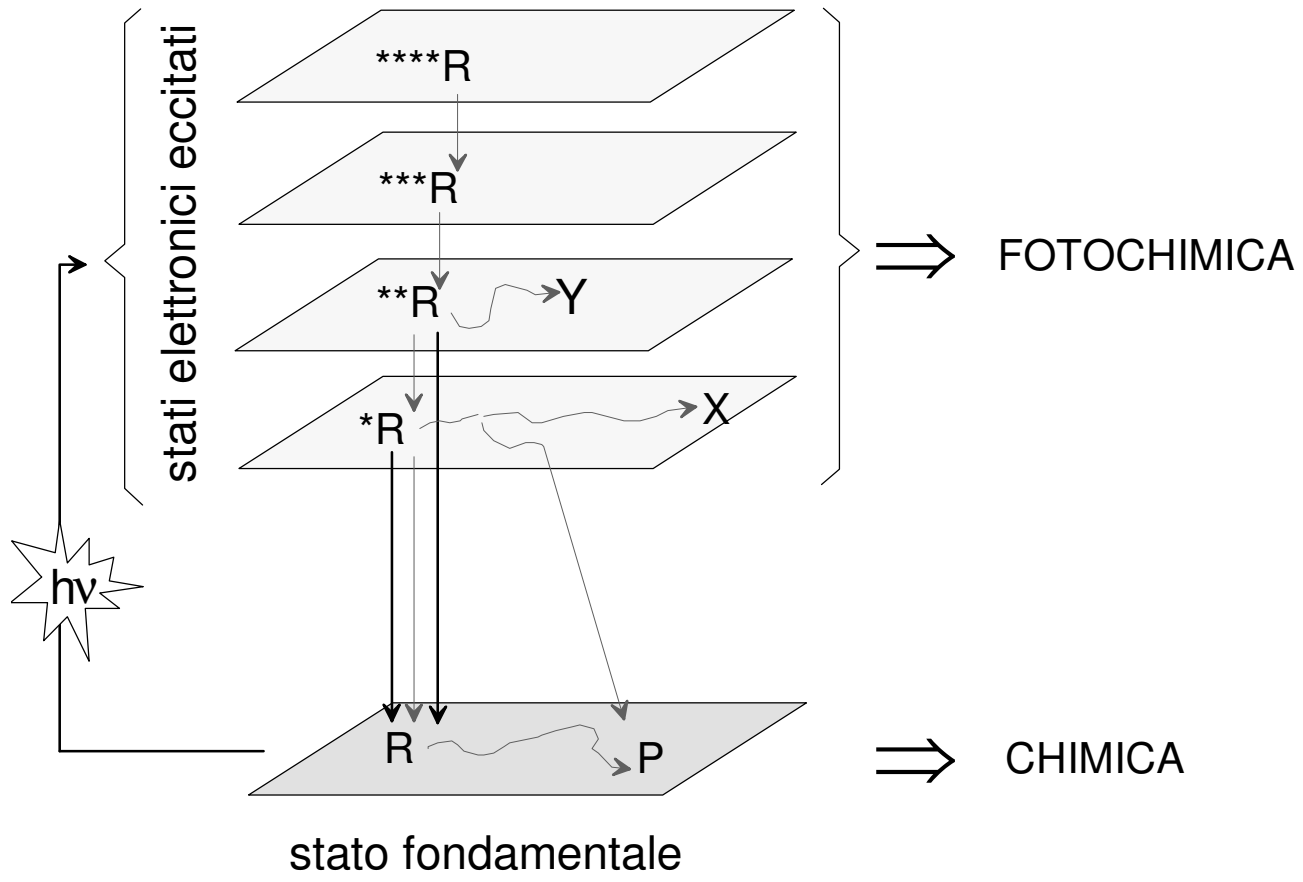 stati elettronici eccitati
****R
***R
**R
Y
*R
X
FOTOCHIMICA
hν
R
P
CHIMICA
stato fondamentale